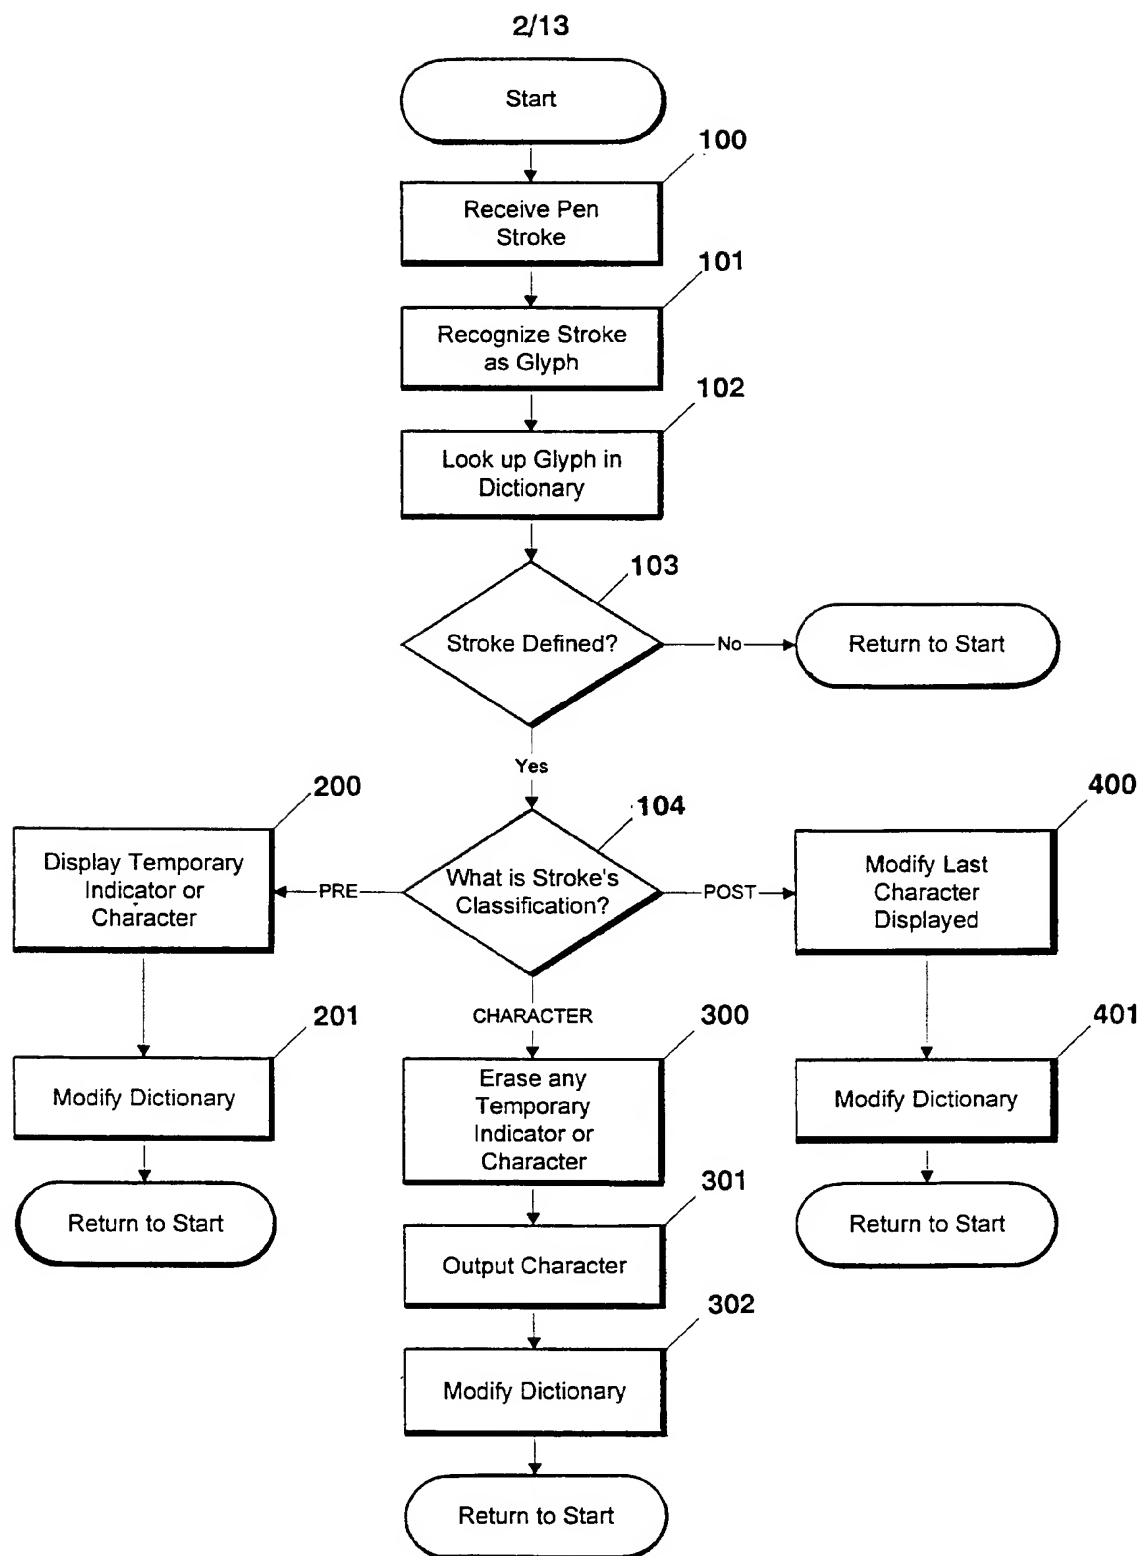 2/13
Start
100
Receive Pen
Stroke
101
Recognize Stroke
as Glyph
102
Look up Glyph in
Dictionary
103
Stroke Defined?
No
Return to Start
Yes
200
104
400
Display Temporary
Indicator or
Character
PRE
What is Stroke's
Classification?
POST
Modify Last
Character
Displayed
201
CHARACTER
300
401
Modify Dictionary
Erase any
Temporary
Indicator or
Character
Modify Dictionary
Return to Start
301
Output Character
Return to Start
302
Modify Dictionary
Return to Start